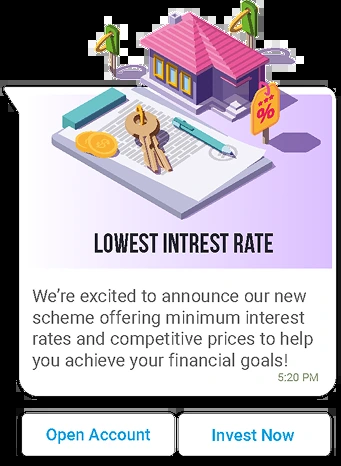 %
LOWEST INTREST RATE
We're excited to announce our new
scheme offering minimum interest
rates and competitive prices to help
you achieve your financial goals!
5:20 PM
Open Account
Invest Now